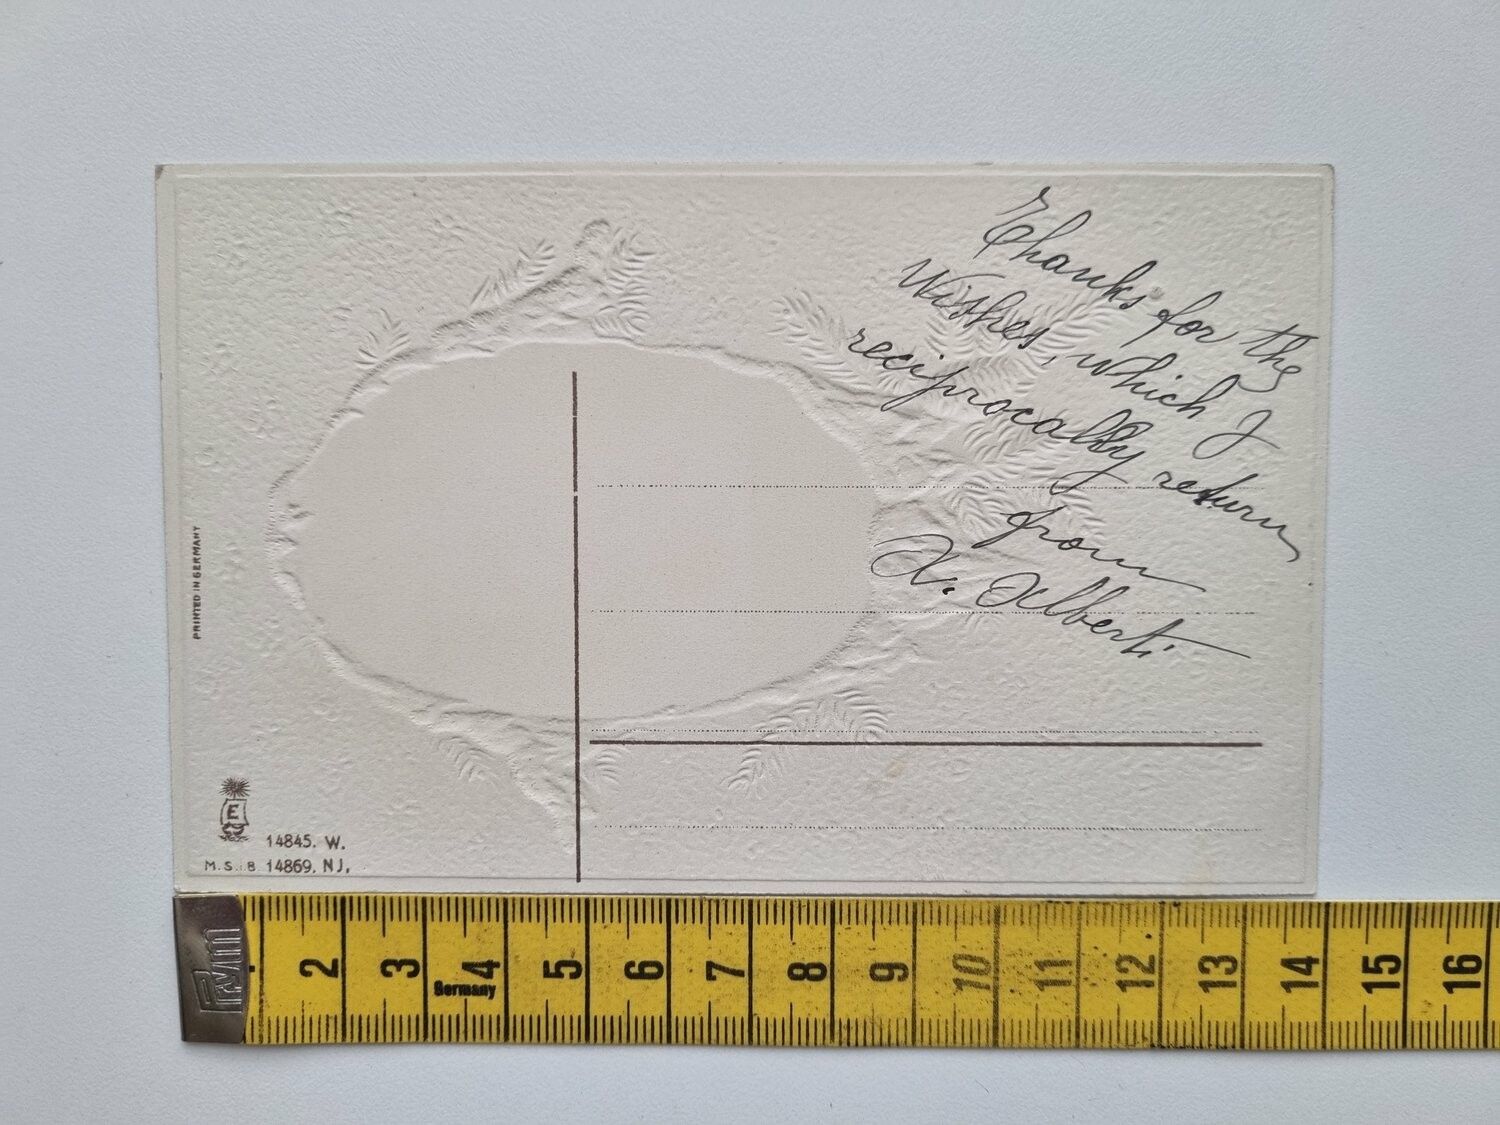 Thanks for the
Wishes, which I
reciprocally return
from
A. Alberti
PRINTED IN GERMANY
E
14845. W.
M.S.i.B. 14869. NJ.
Prym
2 3 4 5 6 7 8 9 10 11 12 13 14 15 16
Germany